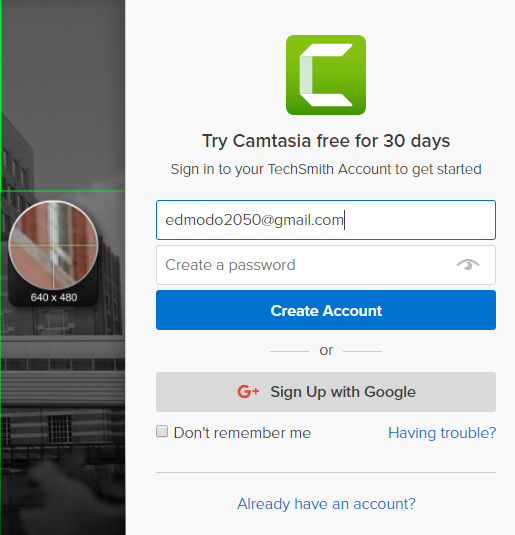 Try Camtasia free for 30 days
Sign in to your TechSmith Account to get started
edmodo2050@gmail.com
Create a password
640 x 480
Create Account
or
G+ Sign Up with Google
Don't remember me
Having trouble?
Already have an account?